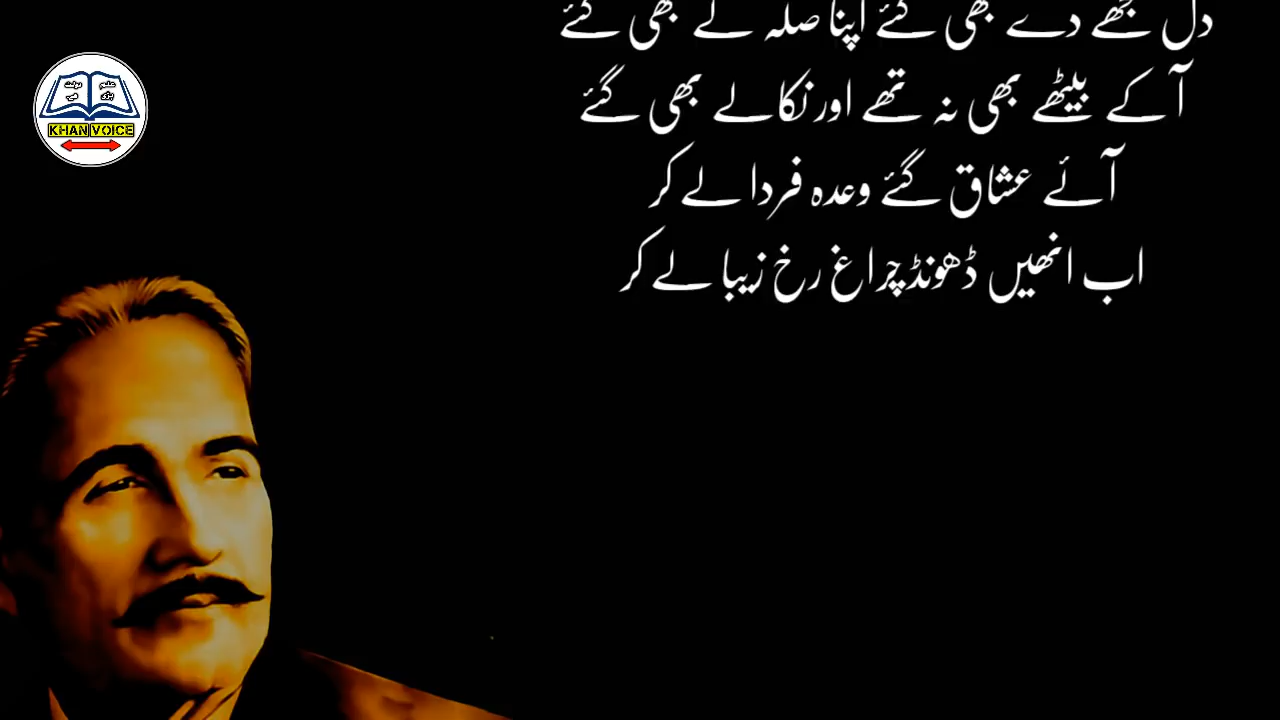 دل تجھے دے بھی گئے اپنا صلہ لے بھی گئے
آکے بیٹھے بھی نہ تھے اور نکالے بھی گئے
آئے عشاق گئے وعدہ فردا لے کر
اب انھیں ڈھونڈ چراغ رخ زیبا لے کر
KHAN VOICE